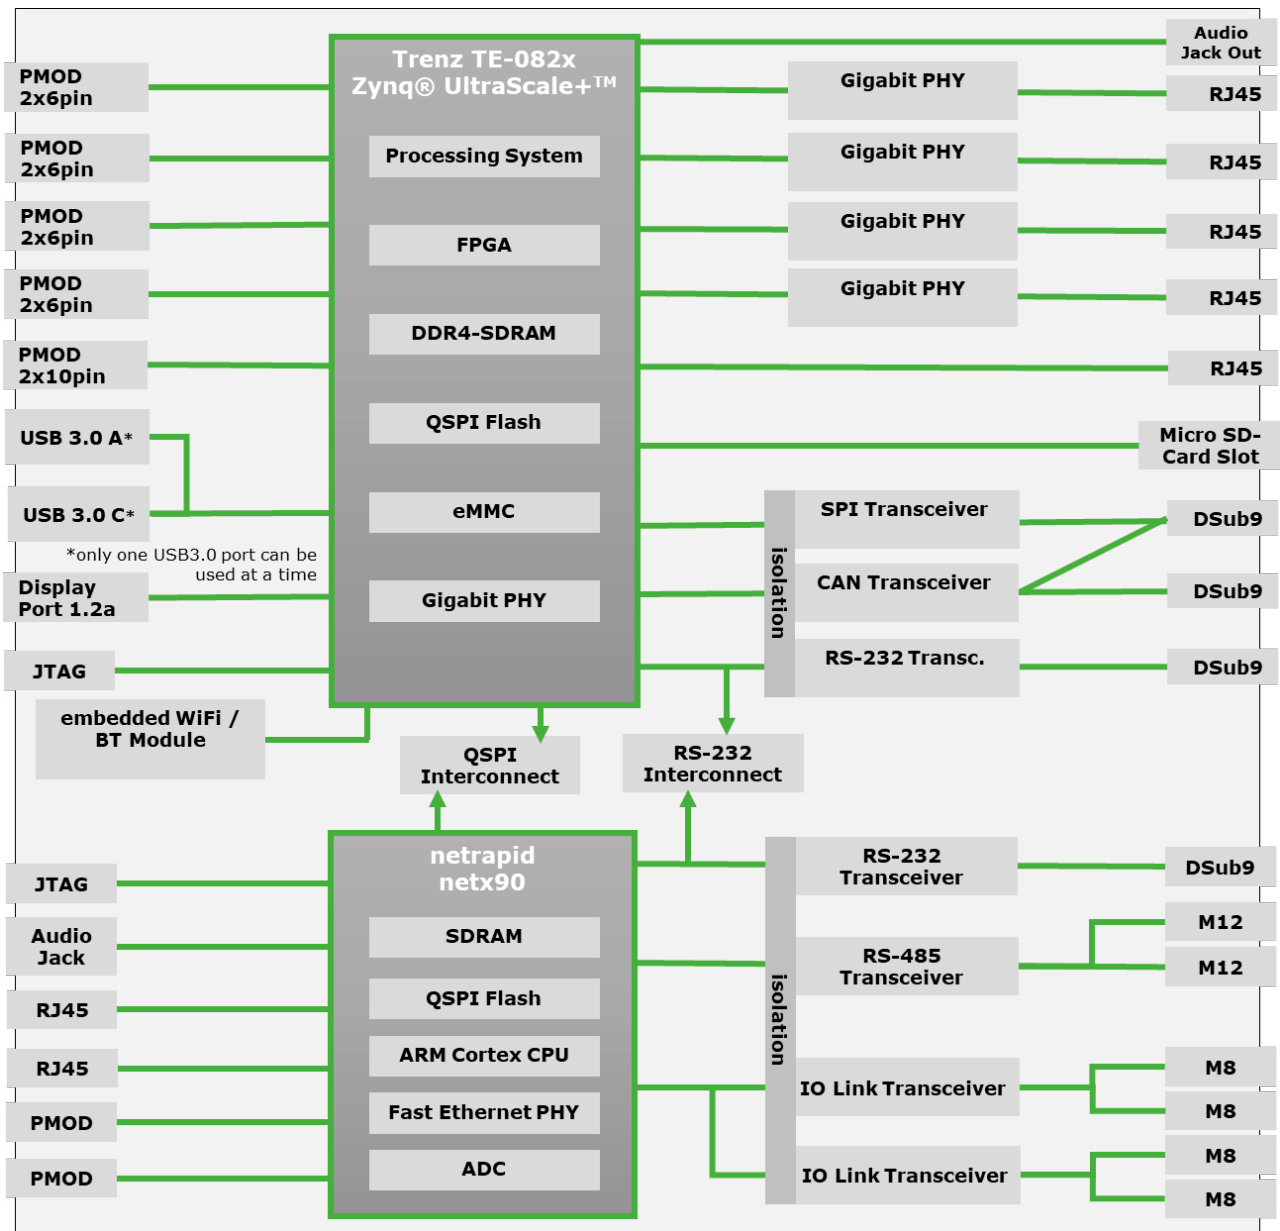 Trenz TE-082x
Zynq® UltraScale+™
Processing System
FPGA
DDR4-SDRAM
QSPI Flash
eMMC
Gigabit PHY
PMOD
2x6pin
PMOD
2x6pin
PMOD
2x6pin
PMOD
2x6pin
PMOD
2x10pin
USB 3.0 A*
USB 3.0 C*
*only one USB3.0 port can be
used at a time
Display
Port 1.2a
JTAG
embedded WiFi /
BT Module
Audio
Jack Out
Gigabit PHY
RJ45
Gigabit PHY
RJ45
Gigabit PHY
RJ45
Gigabit PHY
RJ45
RJ45
Micro SD-
Card Slot
isolation
SPI Transceiver
DSub9
CAN Transceiver
DSub9
RS-232 Transc.
DSub9
QSPI
Interconnect
RS-232
Interconnect
netrapid
netx90
SDRAM
QSPI Flash
ARM Cortex CPU
Fast Ethernet PHY
ADC
JTAG
Audio
Jack
RJ45
RJ45
PMOD
PMOD
isolation
RS-232
Transceiver
DSub9
RS-485
Transceiver
M12
M12
IO Link Transceiver
M8
M8
IO Link Transceiver
M8
M8